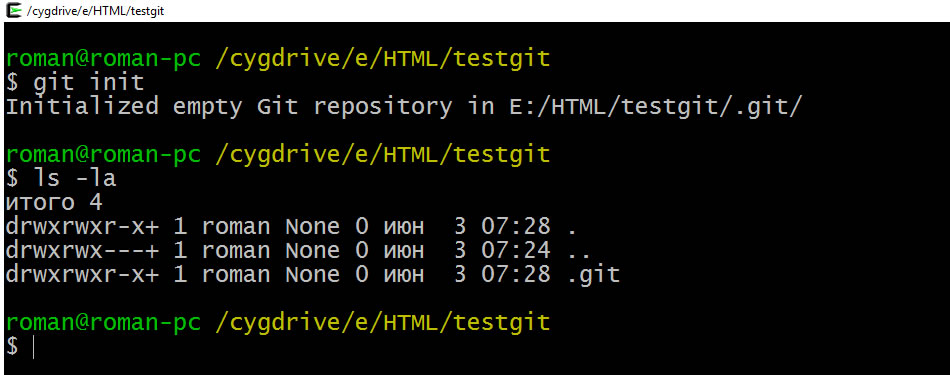 /cygdrive/e/HTML/testgit
roman@roman-pc /cygdrive/e/HTML/testgit
$ git init
Initialized empty Git repository in E:/HTML/testgit/.git/
roman@roman-pc /cygdrive/e/HTML/testgit
$ ls -la
итого 4
drwxrwxr-x+ 1 roman None 0 июн  3 07:28 .
drwxrwx---+ 1 roman None 0 июн  3 07:24 ..
drwxrwxr-x+ 1 roman None 0 июн  3 07:28 .git
roman@roman-pc /cygdrive/e/HTML/testgit
$